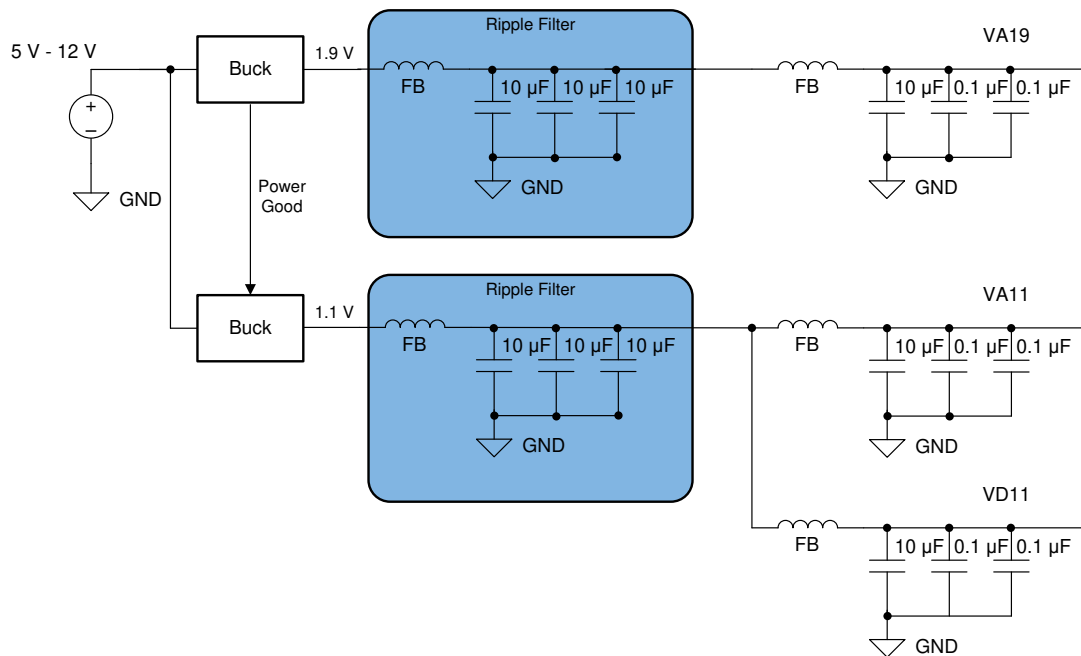 Ripple Filter
VA19
5 V - 12 V
1.9 V
Buck
FB
10 µF 10 µF 10 µF
FB
10 µF 0.1 µF 0.1 µF
+
−
GND
Power
Good
GND
GND
Ripple Filter
VA11
1.1 V
Buck
FB
10 µF 10 µF 10 µF
FB
10 µF 0.1 µF 0.1 µF
GND
GND
VD11
FB
10 µF 0.1 µF 0.1 µF
GND